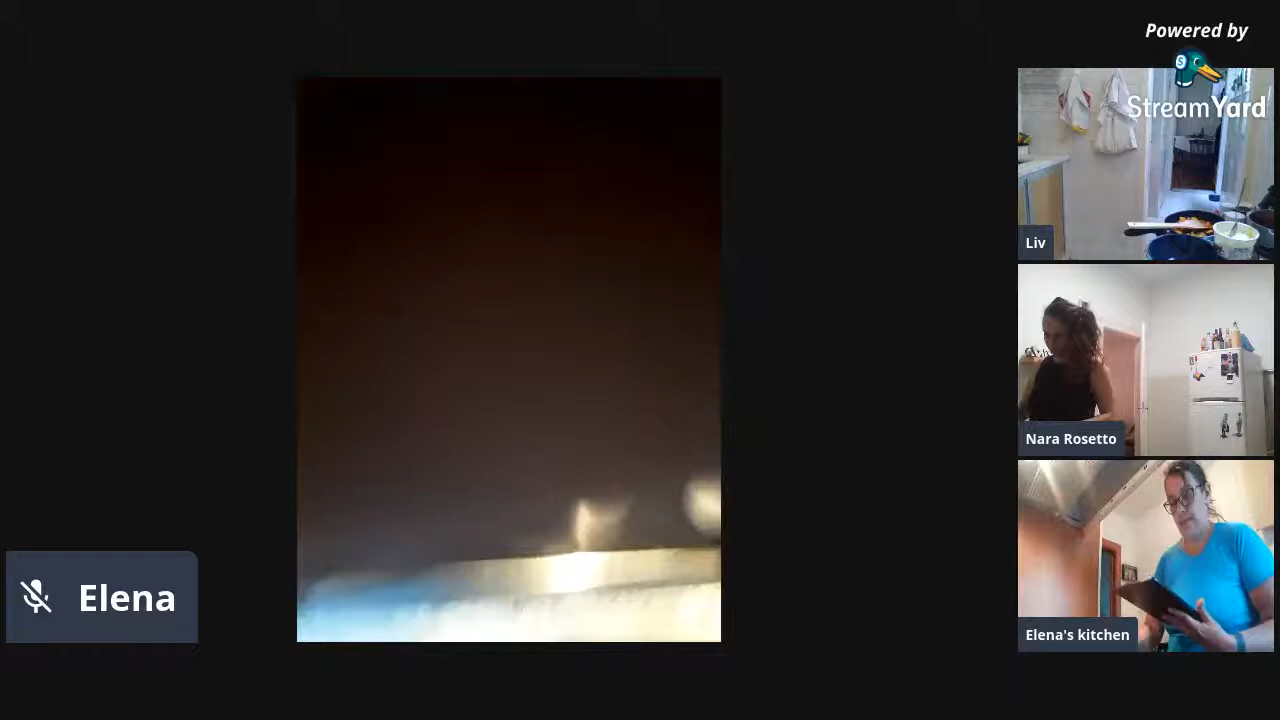 Powered by
StreamYard
Liv
Nara Rosetto
Elena
Elena's kitchen